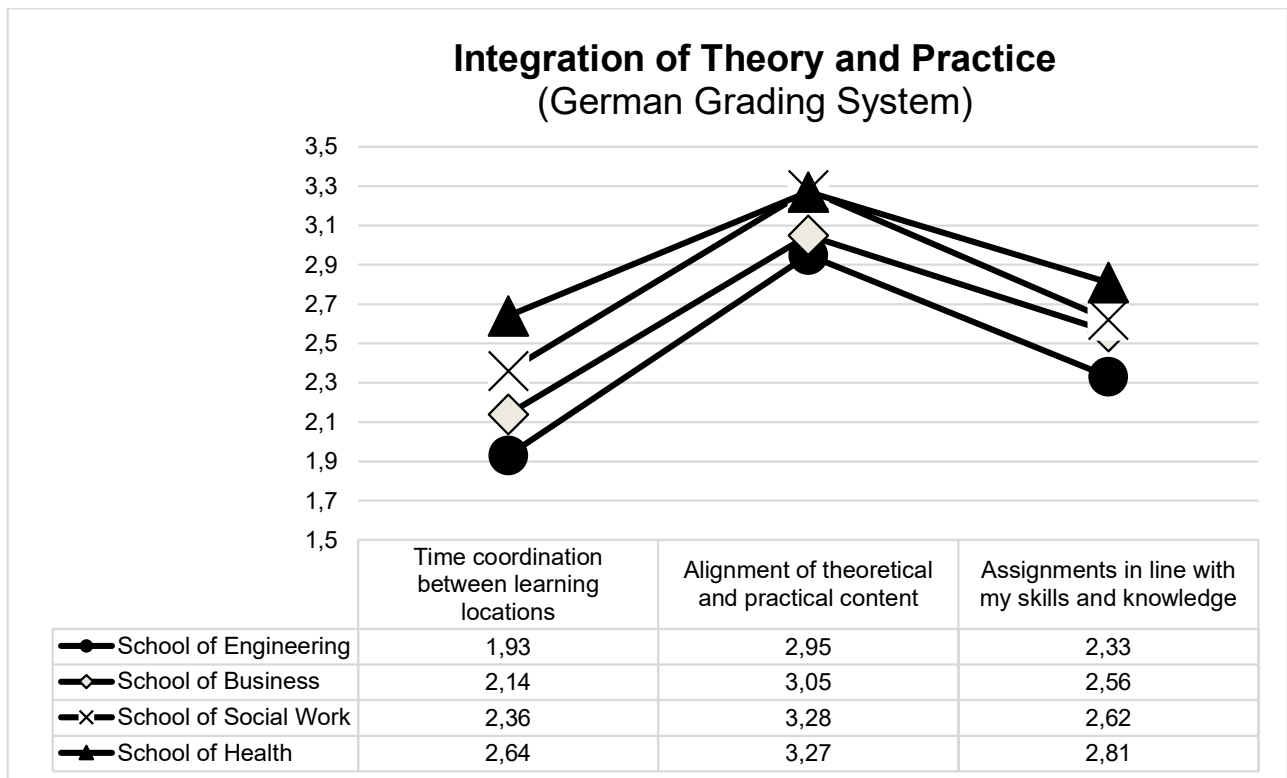 Integration of Theory and Practice
(German Grading System)
3,5
3,3
3,1
2,9
2,7
2,5
2,3
2,1
1,9
1,7
1,5
Time coordination
between learning
locations
Alignment of theoretical
and practical content
Assignments in line with
my skills and knowledge
School of Engineering 1,93 2,95 2,33
School of Business 2,14 3,05 2,56
School of Social Work 2,36 3,28 2,62
School of Health 2,64 3,27 2,81